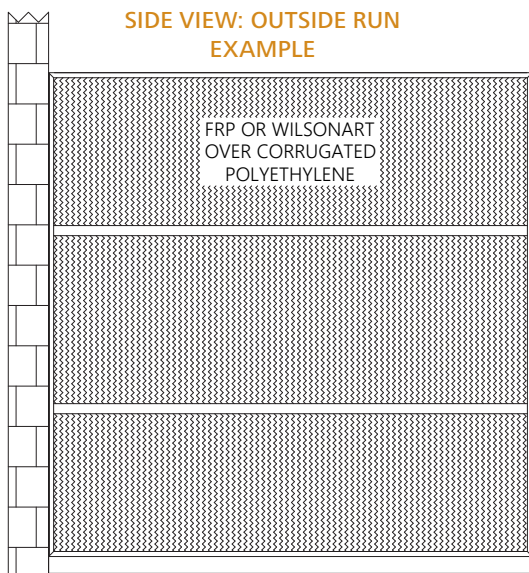 SIDE VIEW: OUTSIDE RUN
EXAMPLE
FRP OR WILSONART
OVER CORRUGATED
POLYETHYLENE